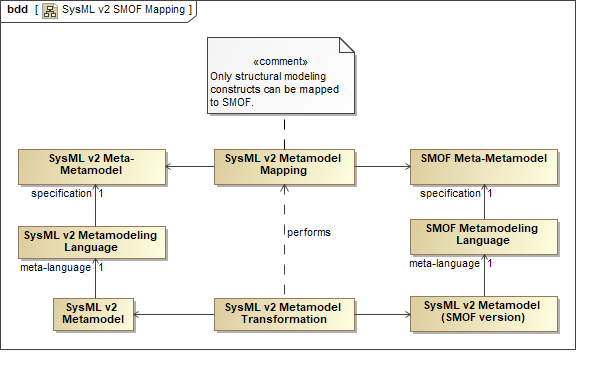 bdd [ SysML v2 SMOF Mapping ]
«comment»
Only structural modeling
constructs can be mapped
to SMOF.
SysML v2 Meta-
Metamodel
SysML v2 Metamodel
Mapping
SMOF Meta-Metamodel
specification 1
specification 1
SysML v2 Metamodeling
Language
performs
SMOF Metamodeling
Language
meta-language 1
meta-language 1
SysML v2
Metamodel
SysML v2 Metamodel
Transformation
SysML v2 Metamodel
(SMOF version)